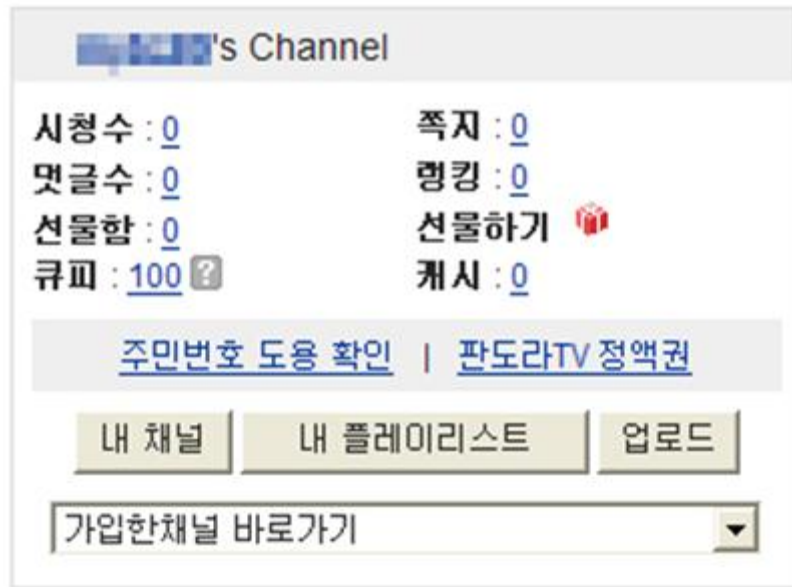 's Channel
시청수 : 0 쪽지 : 0
댓글수 : 0 랭킹 : 0
선물함 : 0 선물하기
큐피 : 100 ? 캐시 : 0
주민번호 도용 확인 | 판도라TV 정액권
내 채널 내 플레이리스트 업로드
가입한채널 바로가기